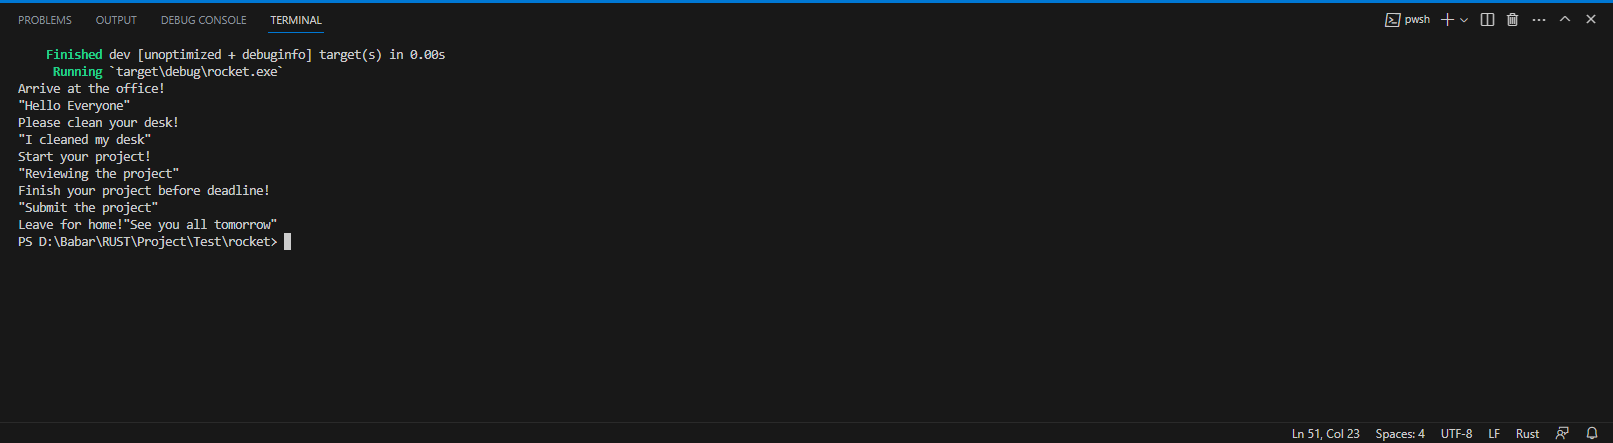 PROBLEMS OUTPUT DEBUG CONSOLE TERMINAL pwsh
Finished dev [unoptimized + debuginfo] target(s) in 0.00s
Running `target\debug\rocket.exe`
Arrive at the office!
"Hello Everyone"
Please clean your desk!
"I cleaned my desk"
Start your project!
"Reviewing the project"
Finish your project before deadline!
"Submit the project"
Leave for home!"See you all tomorrow"
PS D:\Babar\RUST\Project\Test\rocket>
Ln 51, Col 23 Spaces: 4 UTF-8 LF Rust